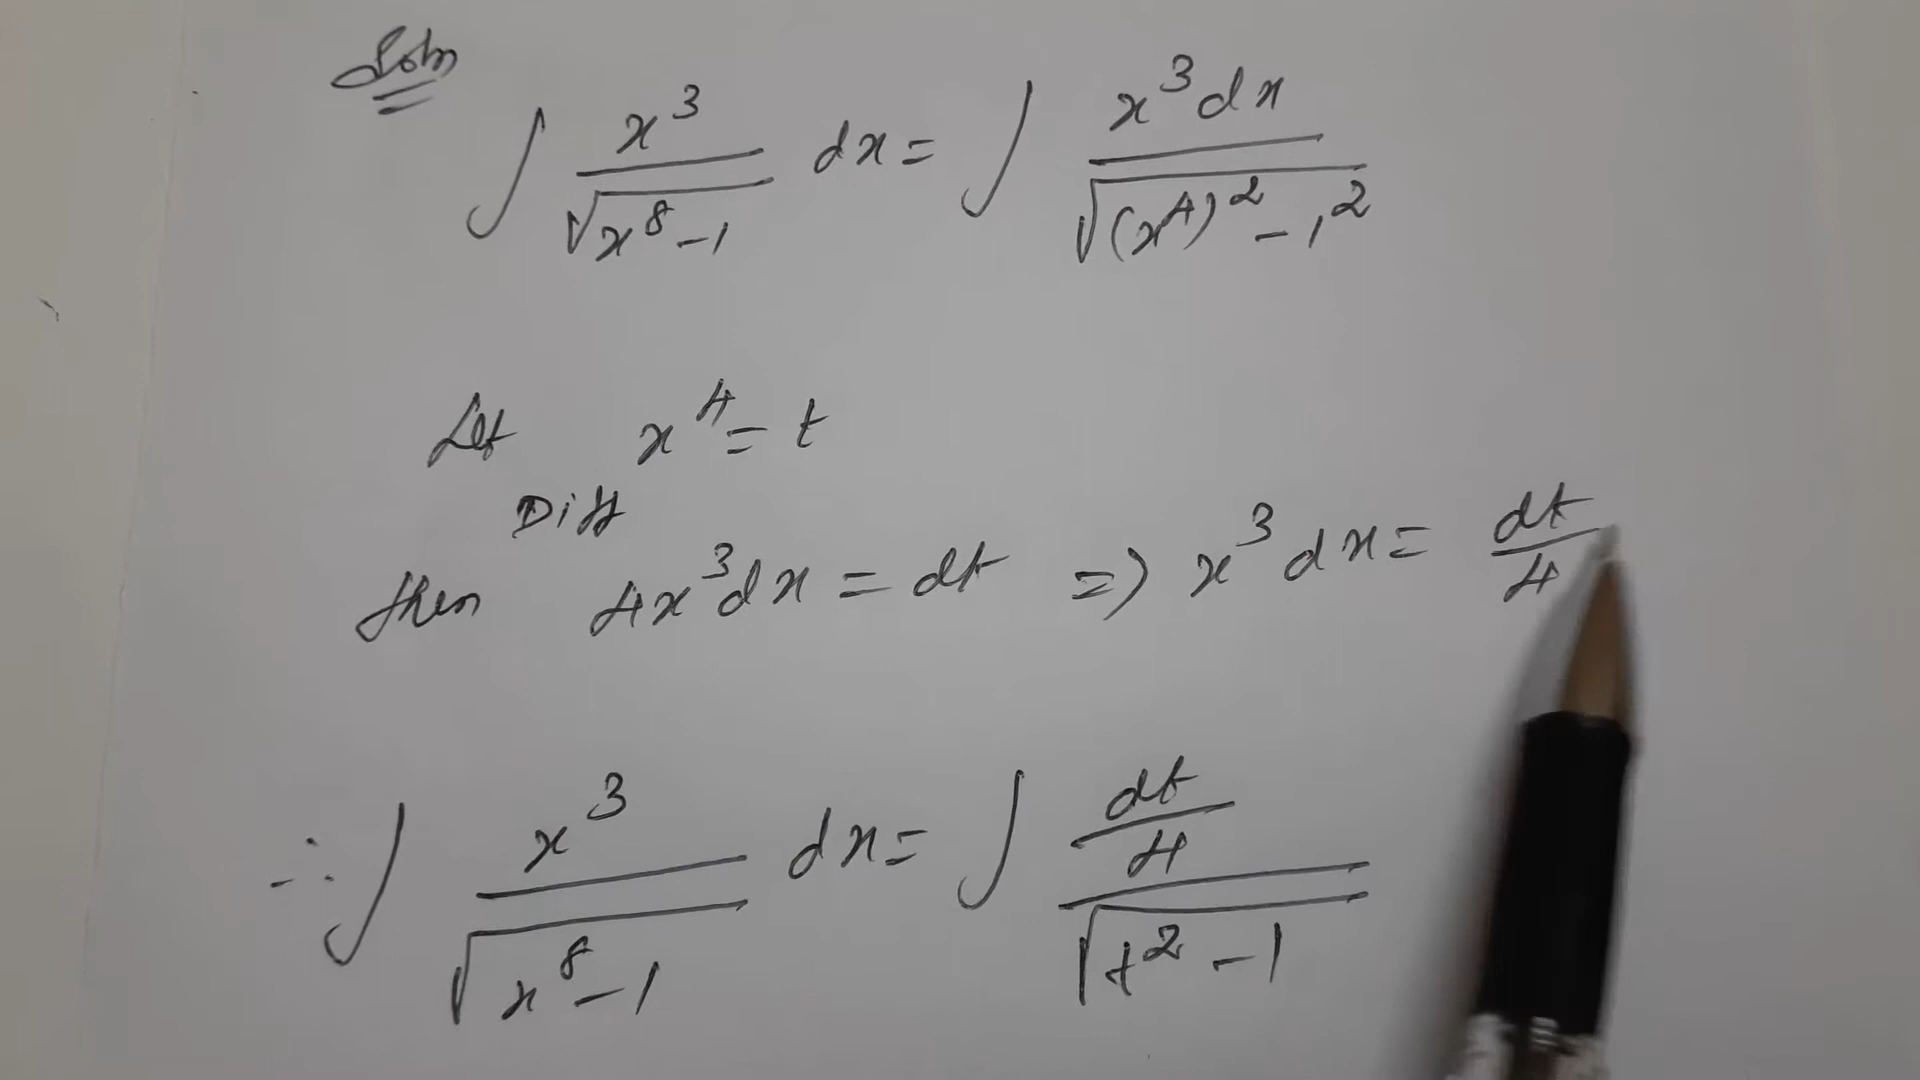 Soln
∫ x³/√(x⁸-1) dx = ∫ x³dx/√((x⁴)²-1²)
Let x⁴ = t
Diff
then 4x³dx = dt ⇒ x³dx = dt/4
∴ ∫ x³/√(x⁸-1) dx = ∫ (dt/4)/√(t²-1)